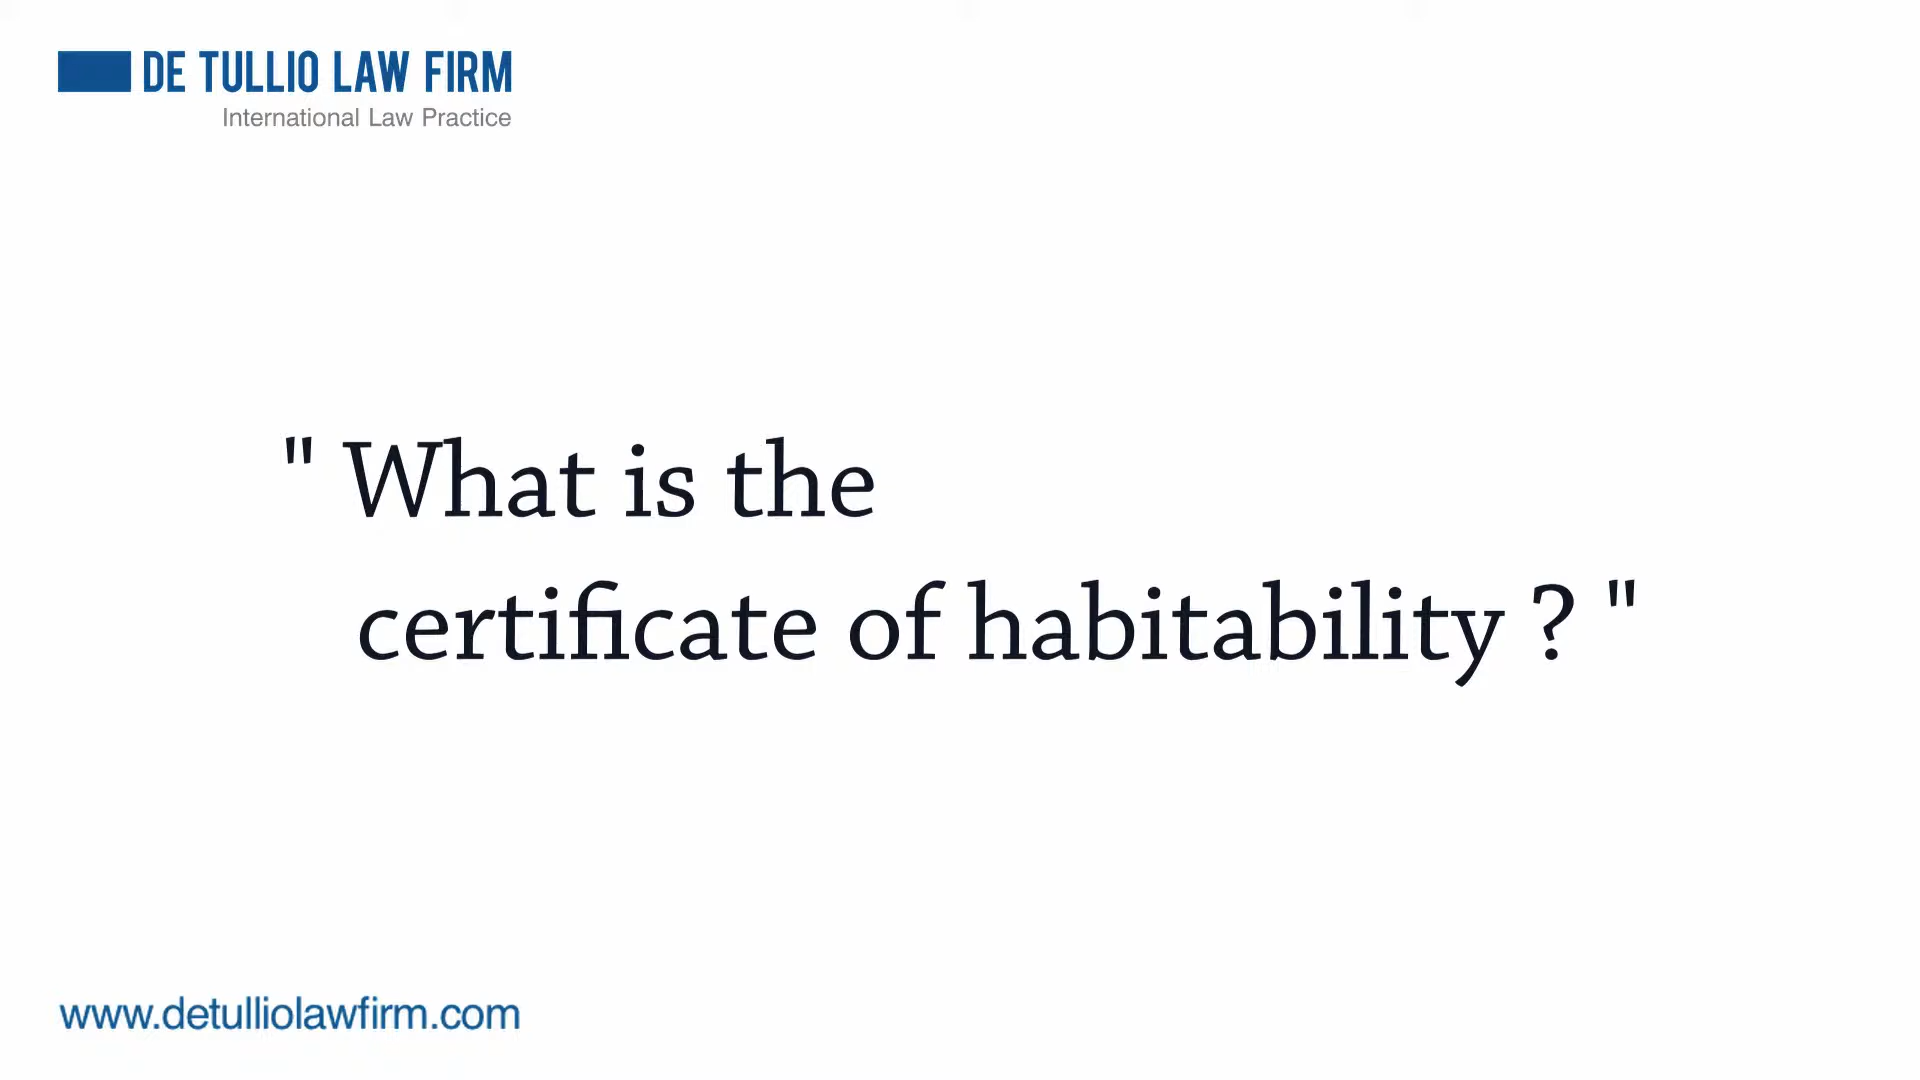 DE TULLIO LAW FIRM
International Law Practice
" What is the
certificate of habitability ? "
www.detulliolawfirm.com